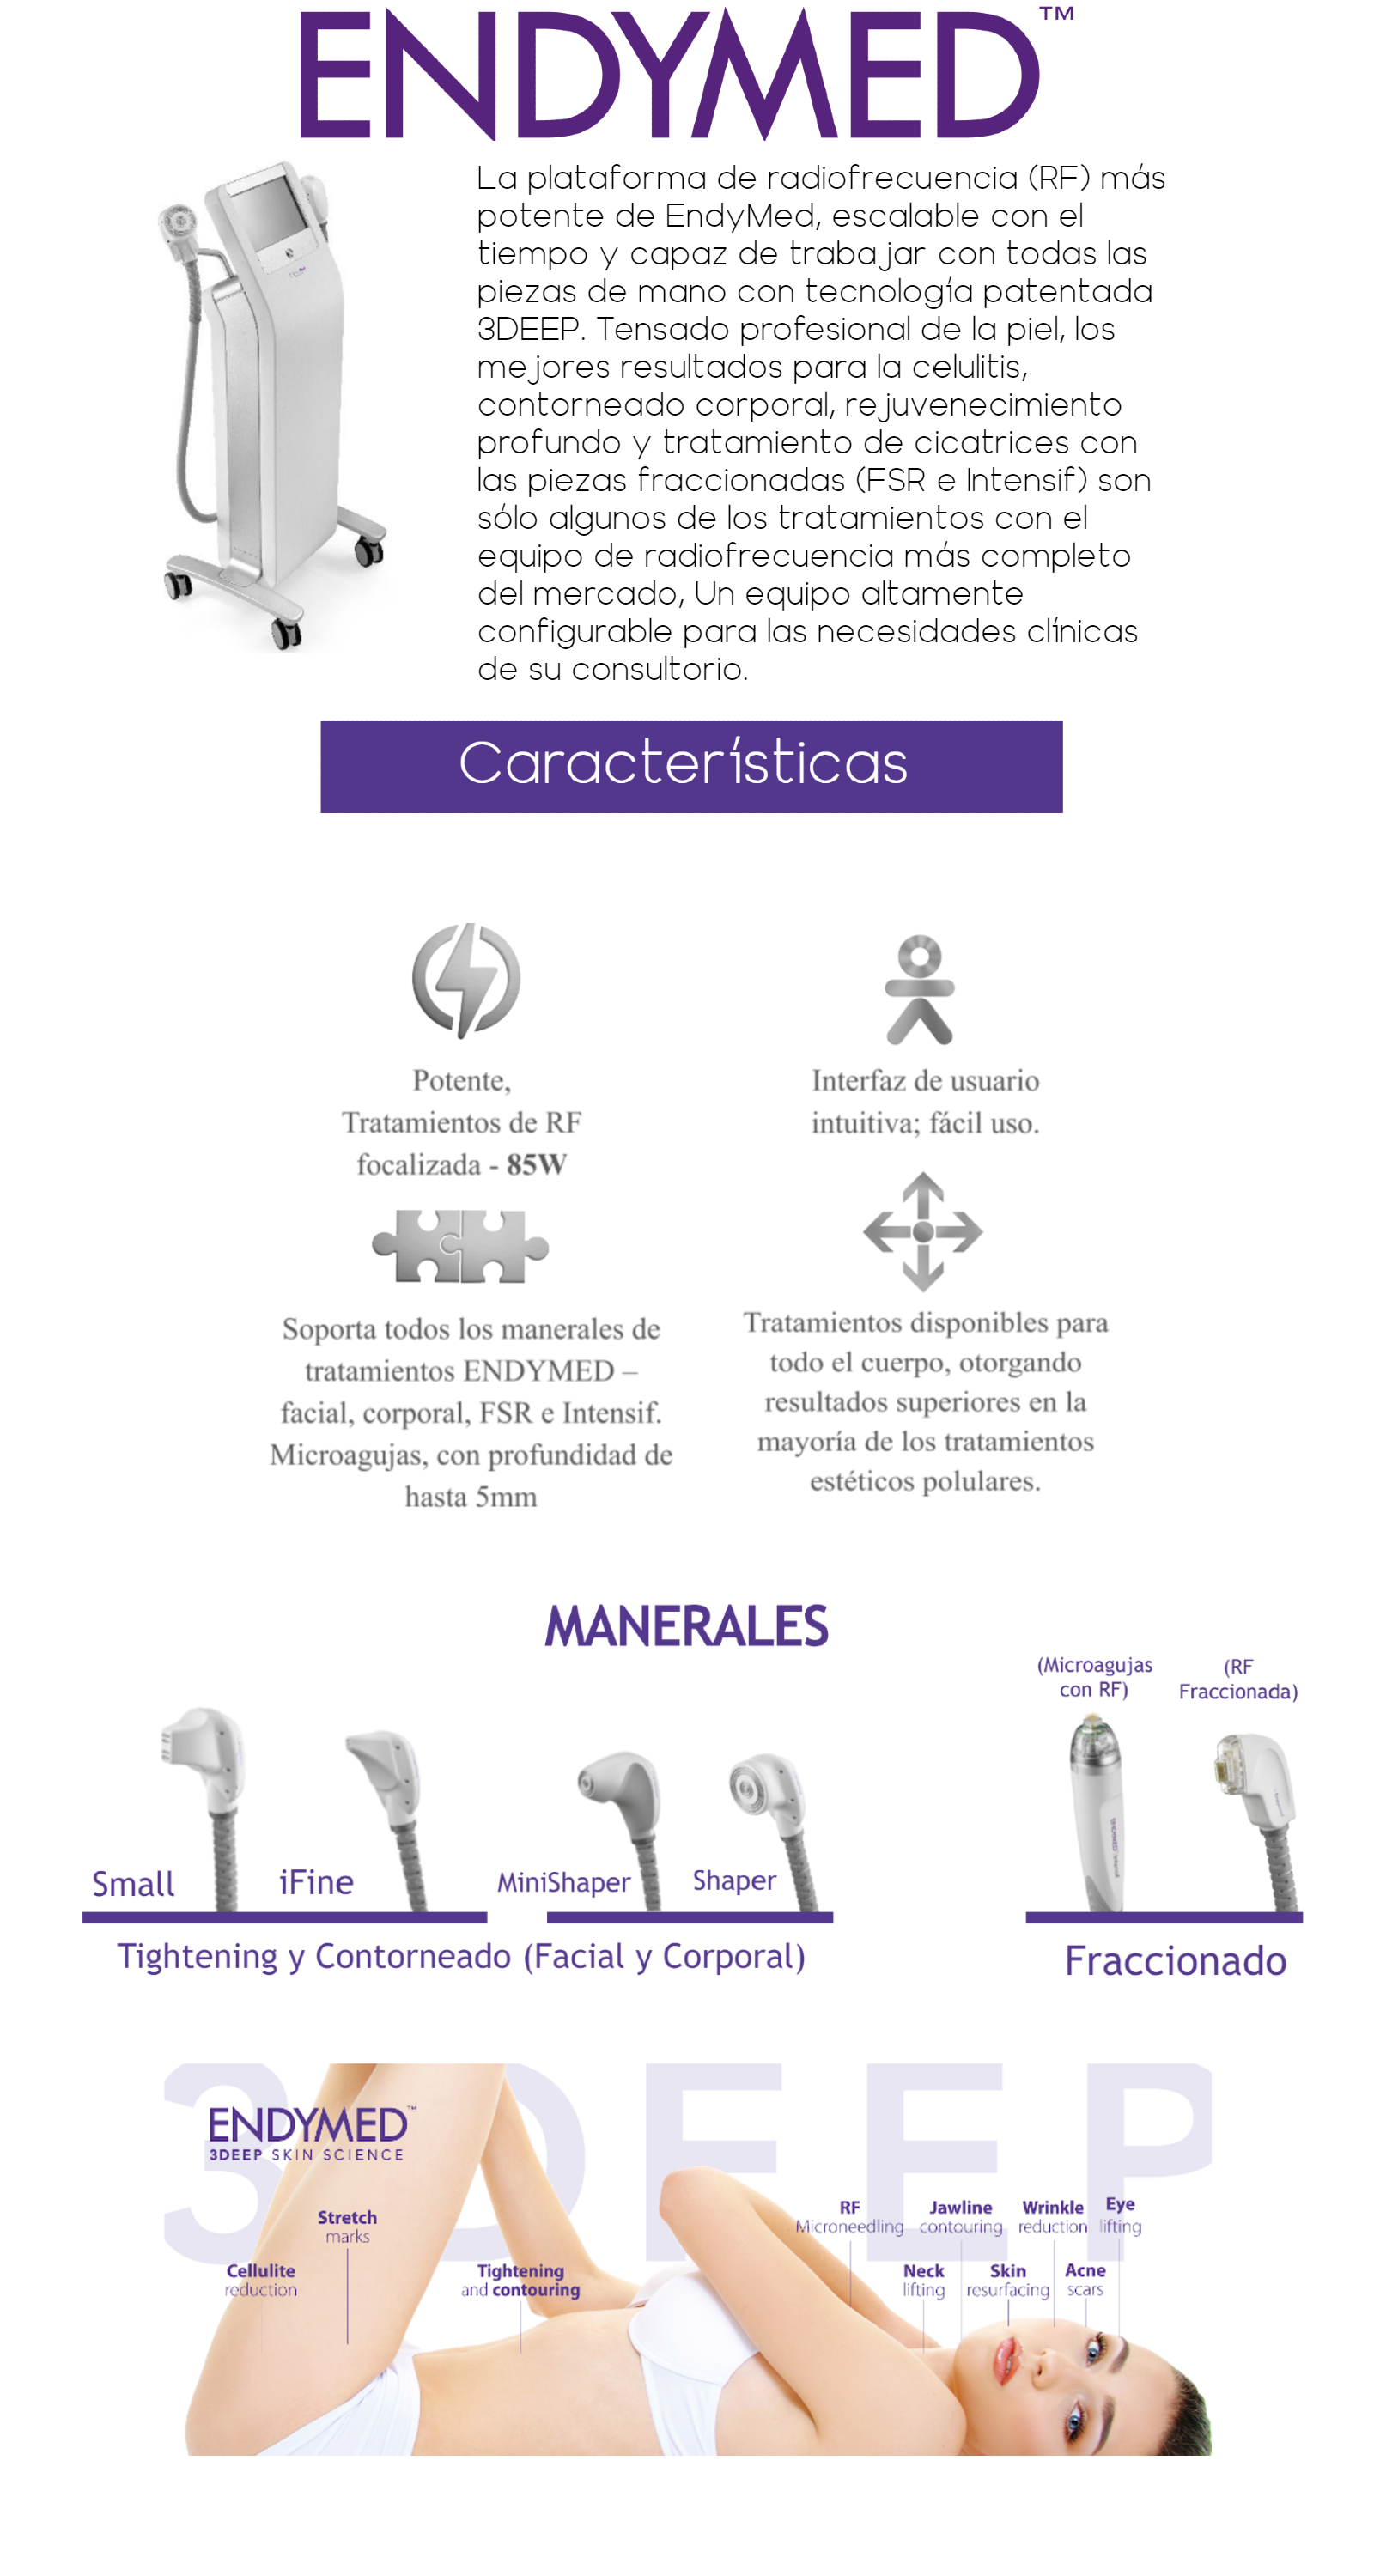 ENDYMED™
La plataforma de radiofrecuencia (RF) más
potente de EndyMed, escalable con el
tiempo y capaz de trabajar con todas las
piezas de mano con tecnología patentada
3DEEP. Tensado profesional de la piel, los
mejores resultados para la celulitis,
contorneado corporal, rejuvenecimiento
profundo y tratamiento de cicatrices con
las piezas fraccionadas (FSR e Intensif) son
sólo algunos de los tratamientos con el
equipo de radiofrecuencia más completo
del mercado, Un equipo altamente
configurable para las necesidades clínicas
de su consultorio.
Características
Potente,
Tratamientos de RF
focalizada - 85W
Interfaz de usuario
intuitiva; fácil uso.
Soporta todos los manerales de
tratamientos ENDYMED –
facial, corporal, FSR e Intensif.
Microagujas, con profundidad de
hasta 5mm
Tratamientos disponibles para
todo el cuerpo, otorgando
resultados superiores en la
mayoría de los tratamientos
estéticos polulares.
MANERALES
(Microagujas
con RF)
(RF
Fraccionada)
Small
iFine
MiniShaper
Shaper
Tightening y Contorneado (Facial y Corporal)
Fraccionado
3DEEP
ENDYMED™
3DEEP SKIN SCIENCE
Stretch
marks
Cellulite
reduction
Tightening
and contouring
RF
Microneedling
Jawline
contouring
Wrinkle
reduction
Eye
lifting
Neck
lifting
Skin
resurfacing
Acne
scars